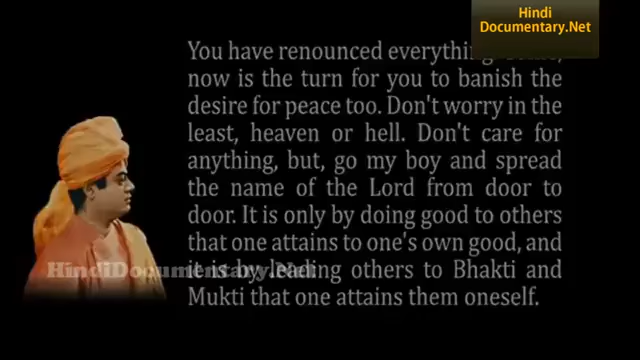 Hindi
Documentary.Net
You have renounced everything.
now is the turn for you to banish the
desire for peace too. Don't worry in the
least, heaven or hell. Don't care for
anything, but, go my boy and spread
the name of the Lord from door to
door. It is only by doing good to others
that one attains to one's own good, and
it is by leading others to Bhakti and
HindiDocumentary.Net
Mukti that one attains them oneself.